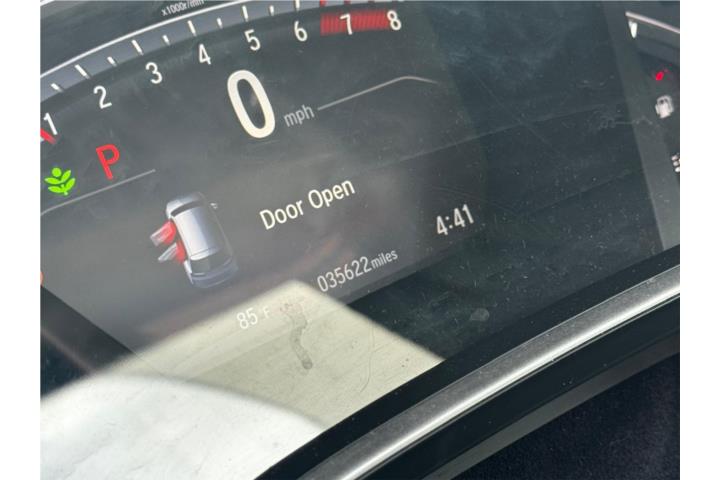 x1000r/min
1 2 3 4 5 6 7 8
0 mph
P
Door Open
4:41
035622 miles
85°F